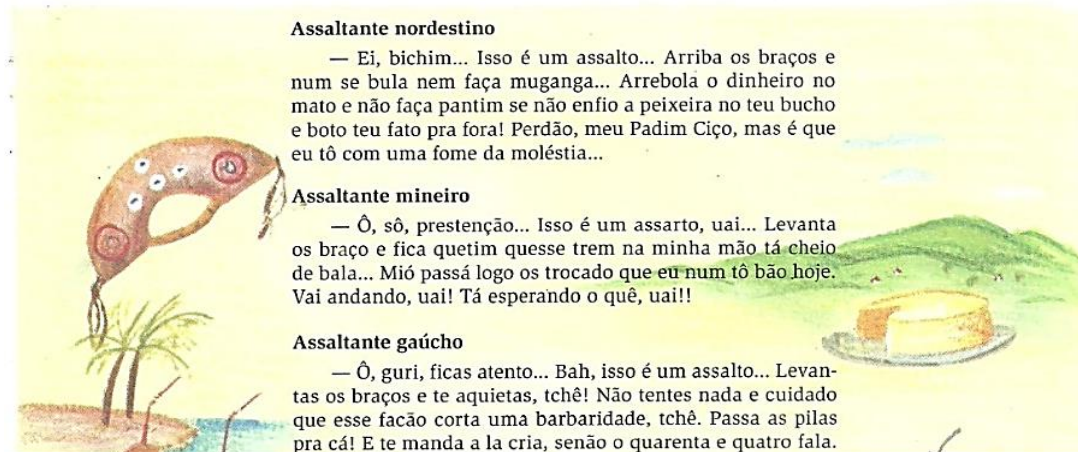 Assaltante nordestino
— Ei, bichim... Isso é um assalto... Arriba os braços e
num se bula nem faça muganga... Arrebola o dinheiro no
mato e não faça pantim se não enfio a peixeira no teu bucho
e boto teu fato pra fora! Perdão, meu Padim Ciço, mas é que
eu tô com uma fome da moléstia...
Assaltante mineiro
— Ô, sô, prestenção... Isso é um assarto, uai... Levanta
os braço e fica quetim quesse trem na minha mão tá cheio
de bala... Mió passá logo os trocado que eu num tô bão hoje.
Vai andando, uai! Tá esperando o quê, uai!!
Assaltante gaúcho
— Ô, guri, ficas atento... Bah, isso é um assalto... Levan-
tas os braços e te aquietas, tchê! Não tentes nada e cuidado
que esse facão corta uma barbaridade, tchê. Passa as pilas
pra cá! E te manda a la cria, senão o quarenta e quatro fala.